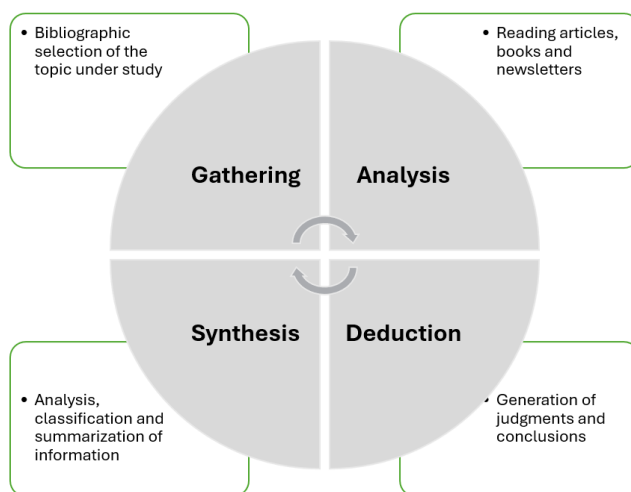 • Bibliographic
selection of the
topic under study
• Reading articles,
books and
newsletters
Gathering
Analysis
Synthesis
Deduction
• Analysis,
classification and
summarization of
information
• Generation of
judgments and
conclusions